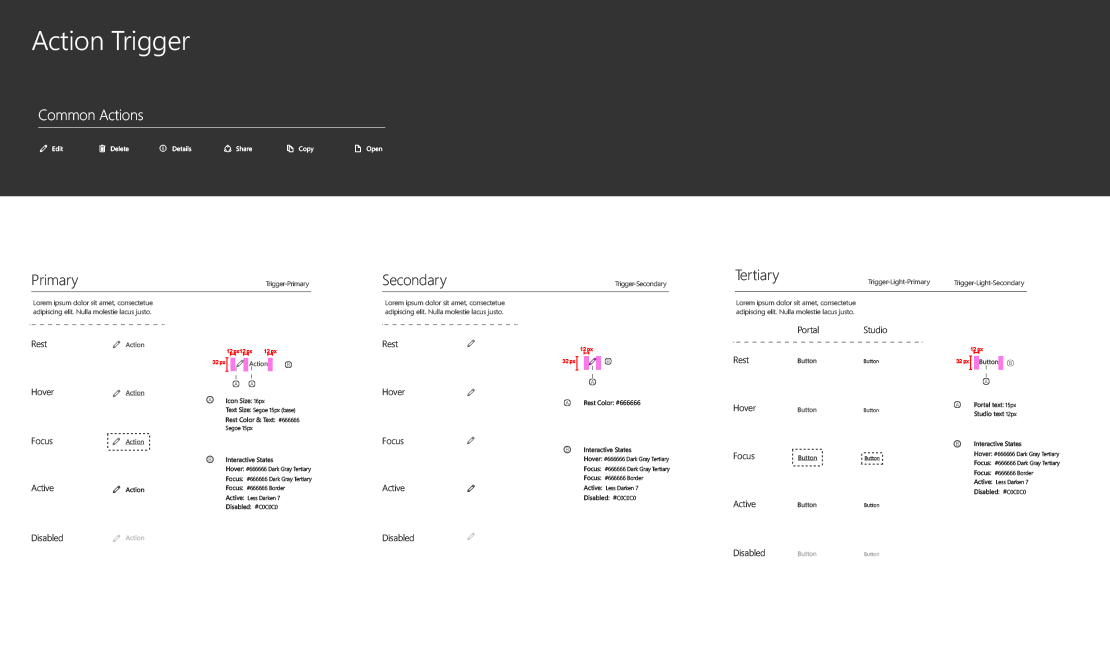 Action Trigger
Common Actions
Edit Delete Details Share Copy Open
Primary Trigger-Primary
Lorem ipsum dolor sit amet, consectetue
adipiscing elit. Nulla molestie lacus justo.
Rest Action
12 px 12 px 12 px
32 px Action
Hover Action
Icon Size: 16px
Text Size: Segoe 15px (base)
Rest Color & Text: #666666
Segoe 15px
Focus Action
Interactive States
Hover: #666666 Dark Gray Tertiary
Focus: #666666 Dark Gray Tertiary
Focus: #666666 Border
Active: Less Darken 7
Disabled: #C0C0C0
Active Action
Disabled Action
Secondary Trigger-Secondary
Lorem ipsum dolor sit amet, consectetue
adipiscing elit. Nulla molestie lacus justo.
Rest
12 px
32 px
Hover
Rest Color: #666666
Focus
Interactive States
Hover: #666666 Dark Gray Tertiary
Focus: #666666 Dark Gray Tertiary
Focus: #666666 Border
Active: Less Darken 7
Disabled: #C0C0C0
Active
Disabled
Tertiary Trigger-Light-Primary Trigger-Light-Secondary
Lorem ipsum dolor sit amet, consectetue
adipiscing elit. Nulla molestie lacus justo.
Portal Studio
Rest Button Button
12 px
32 px Button
Hover Button Button
Portal text: 15px
Studio text 12px
Focus Button Button
Interactive States
Hover: #666666 Dark Gray Tertiary
Focus: #666666 Dark Gray Tertiary
Focus: #666666 Border
Active: Less Darken 7
Disabled: #C0C0C0
Active Button Button
Disabled Button Button